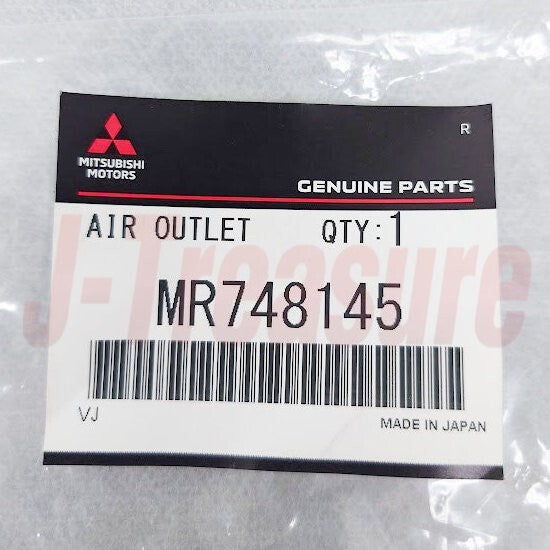 R
MITSUBISHI
MOTORS
GENUINE PARTS
AIR OUTLET QTY:1
J-Treasure
MR748145
VJ
MADE IN JAPAN